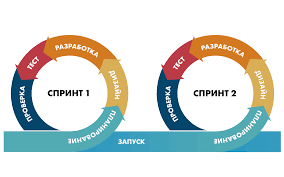 РАЗРАБОТКА
ТЕСТ
ДИЗАЙН
СПРИНТ 1
ПРОВЕРКА
ПЛАНИРОВАНИЕ
РАЗРАБОТКА
ТЕСТ
ДИЗАЙН
СПРИНТ 2
ПРОВЕРКА
ПЛАНИРОВАНИЕ
ЗАПУСК